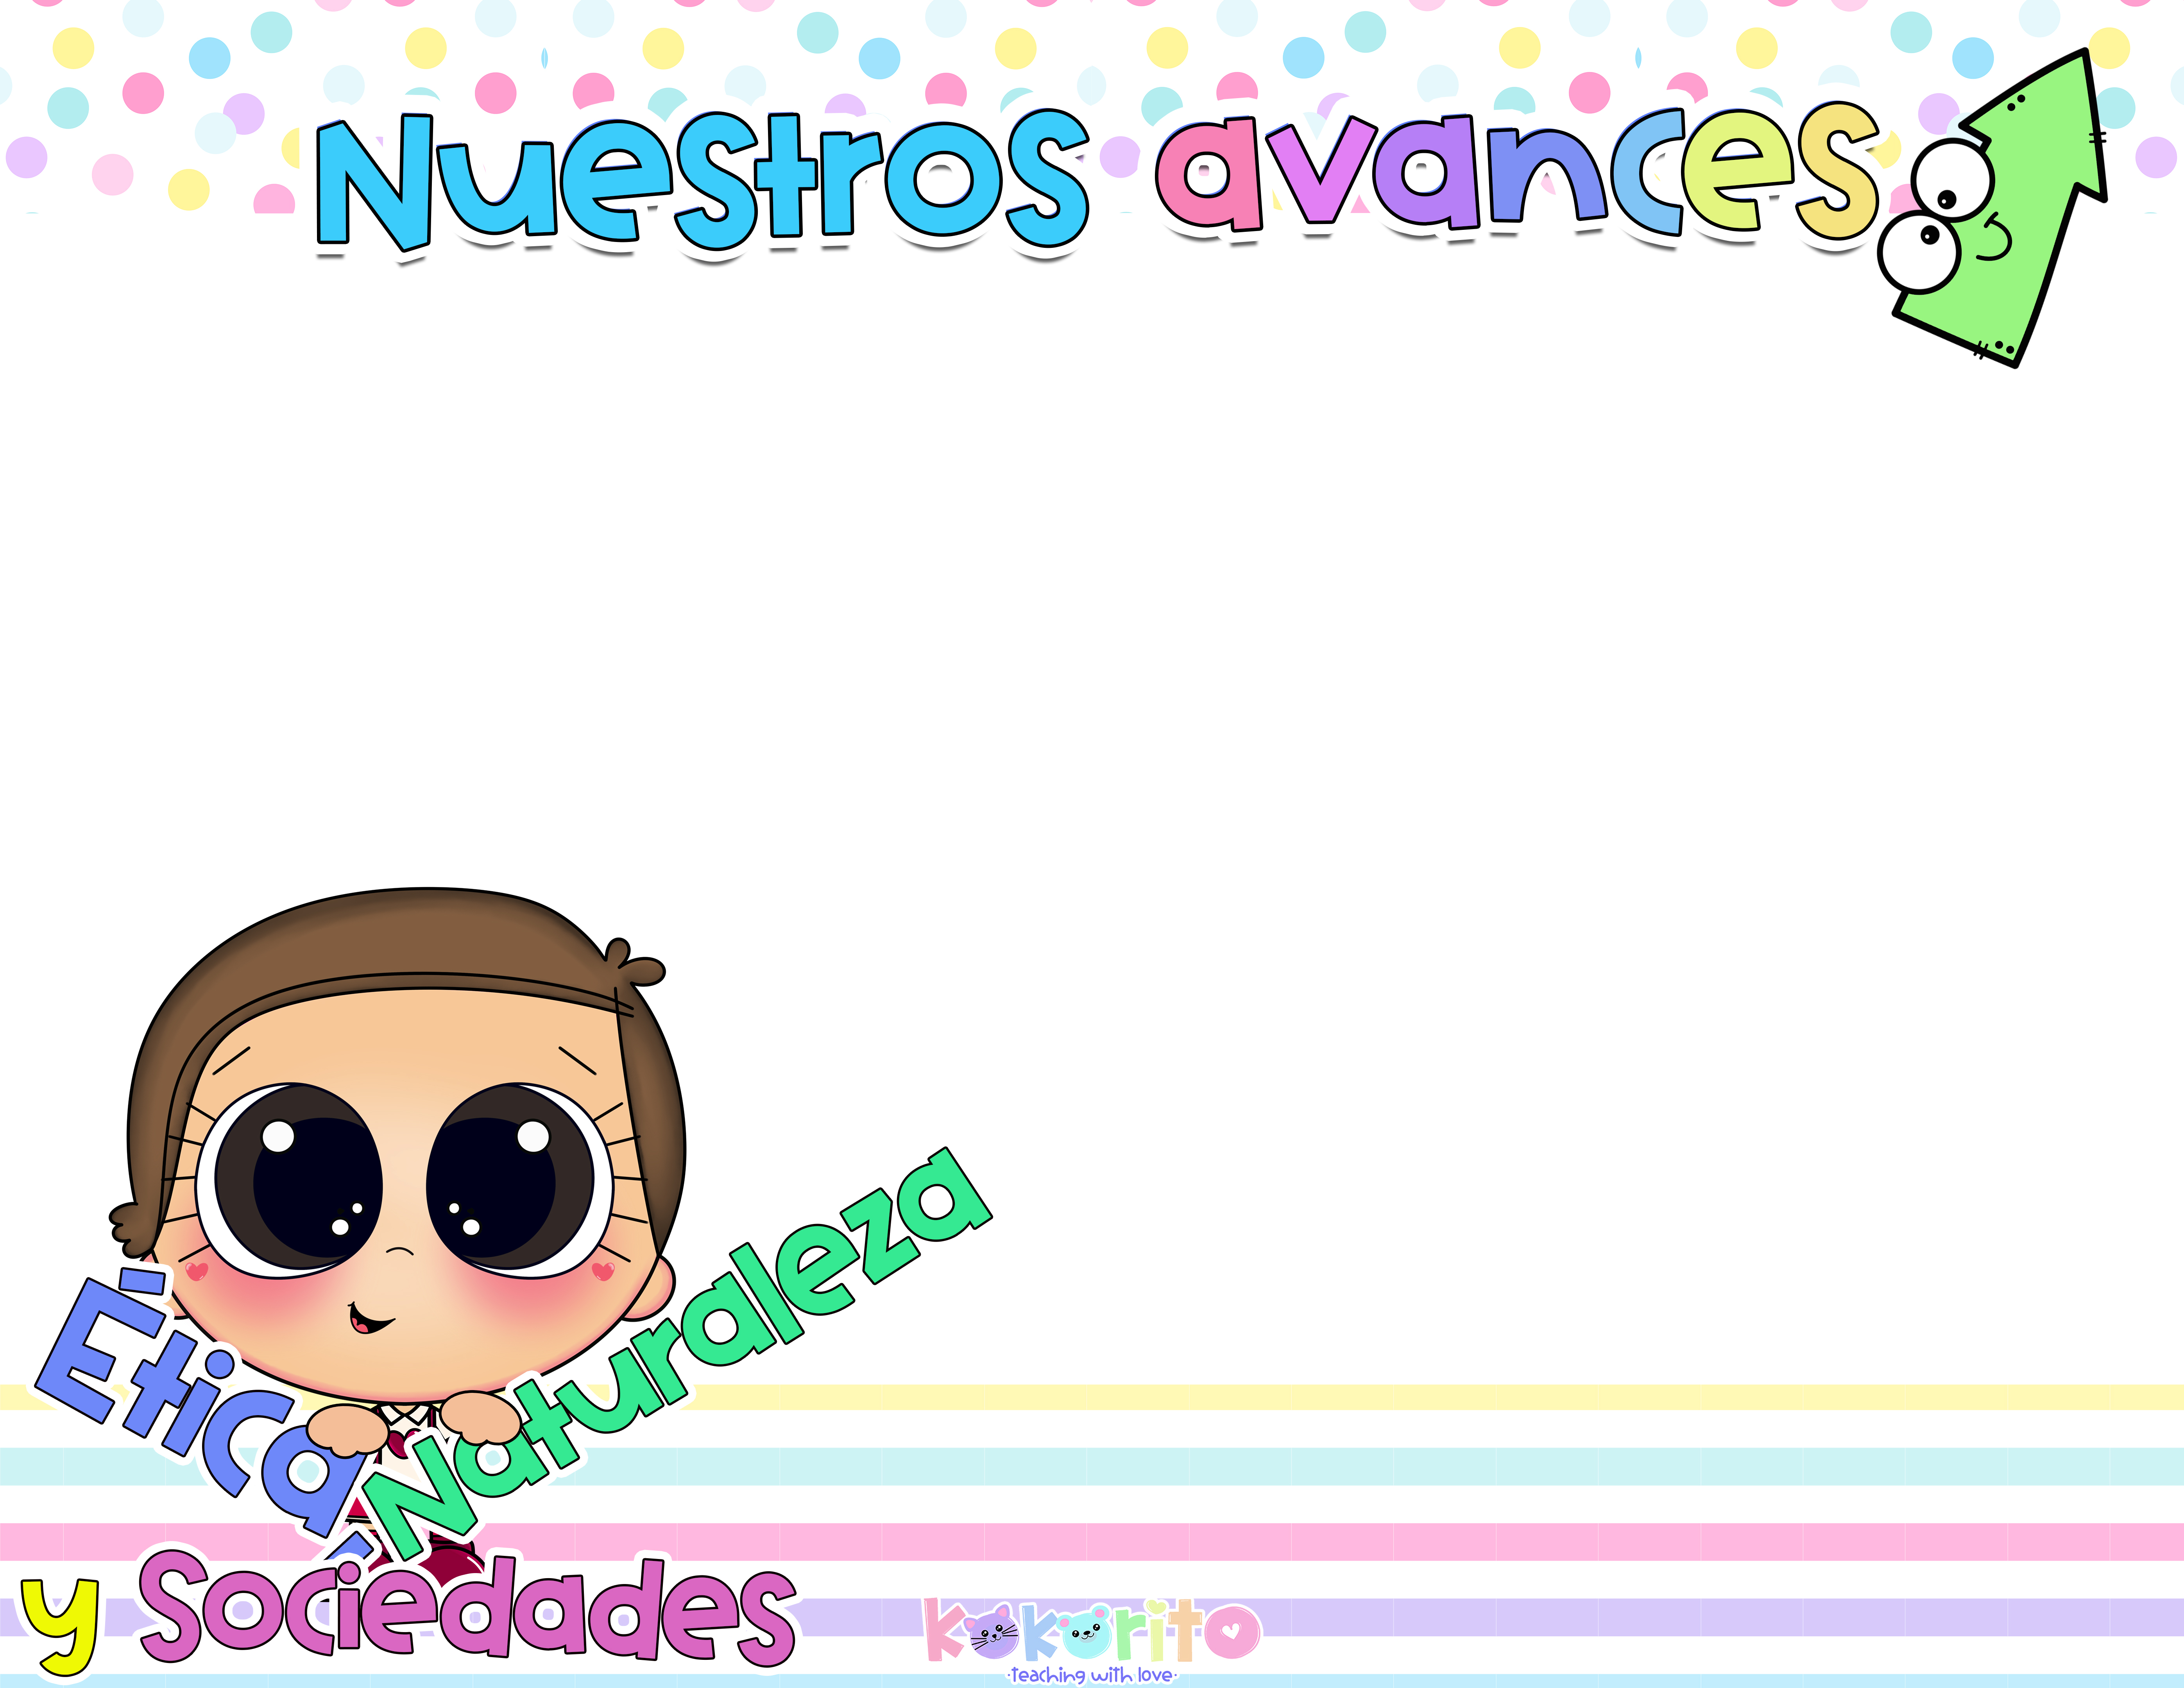 Nuestros avances
Ética,
Naturaleza
y Sociedades
kokorito
·teaching with love·